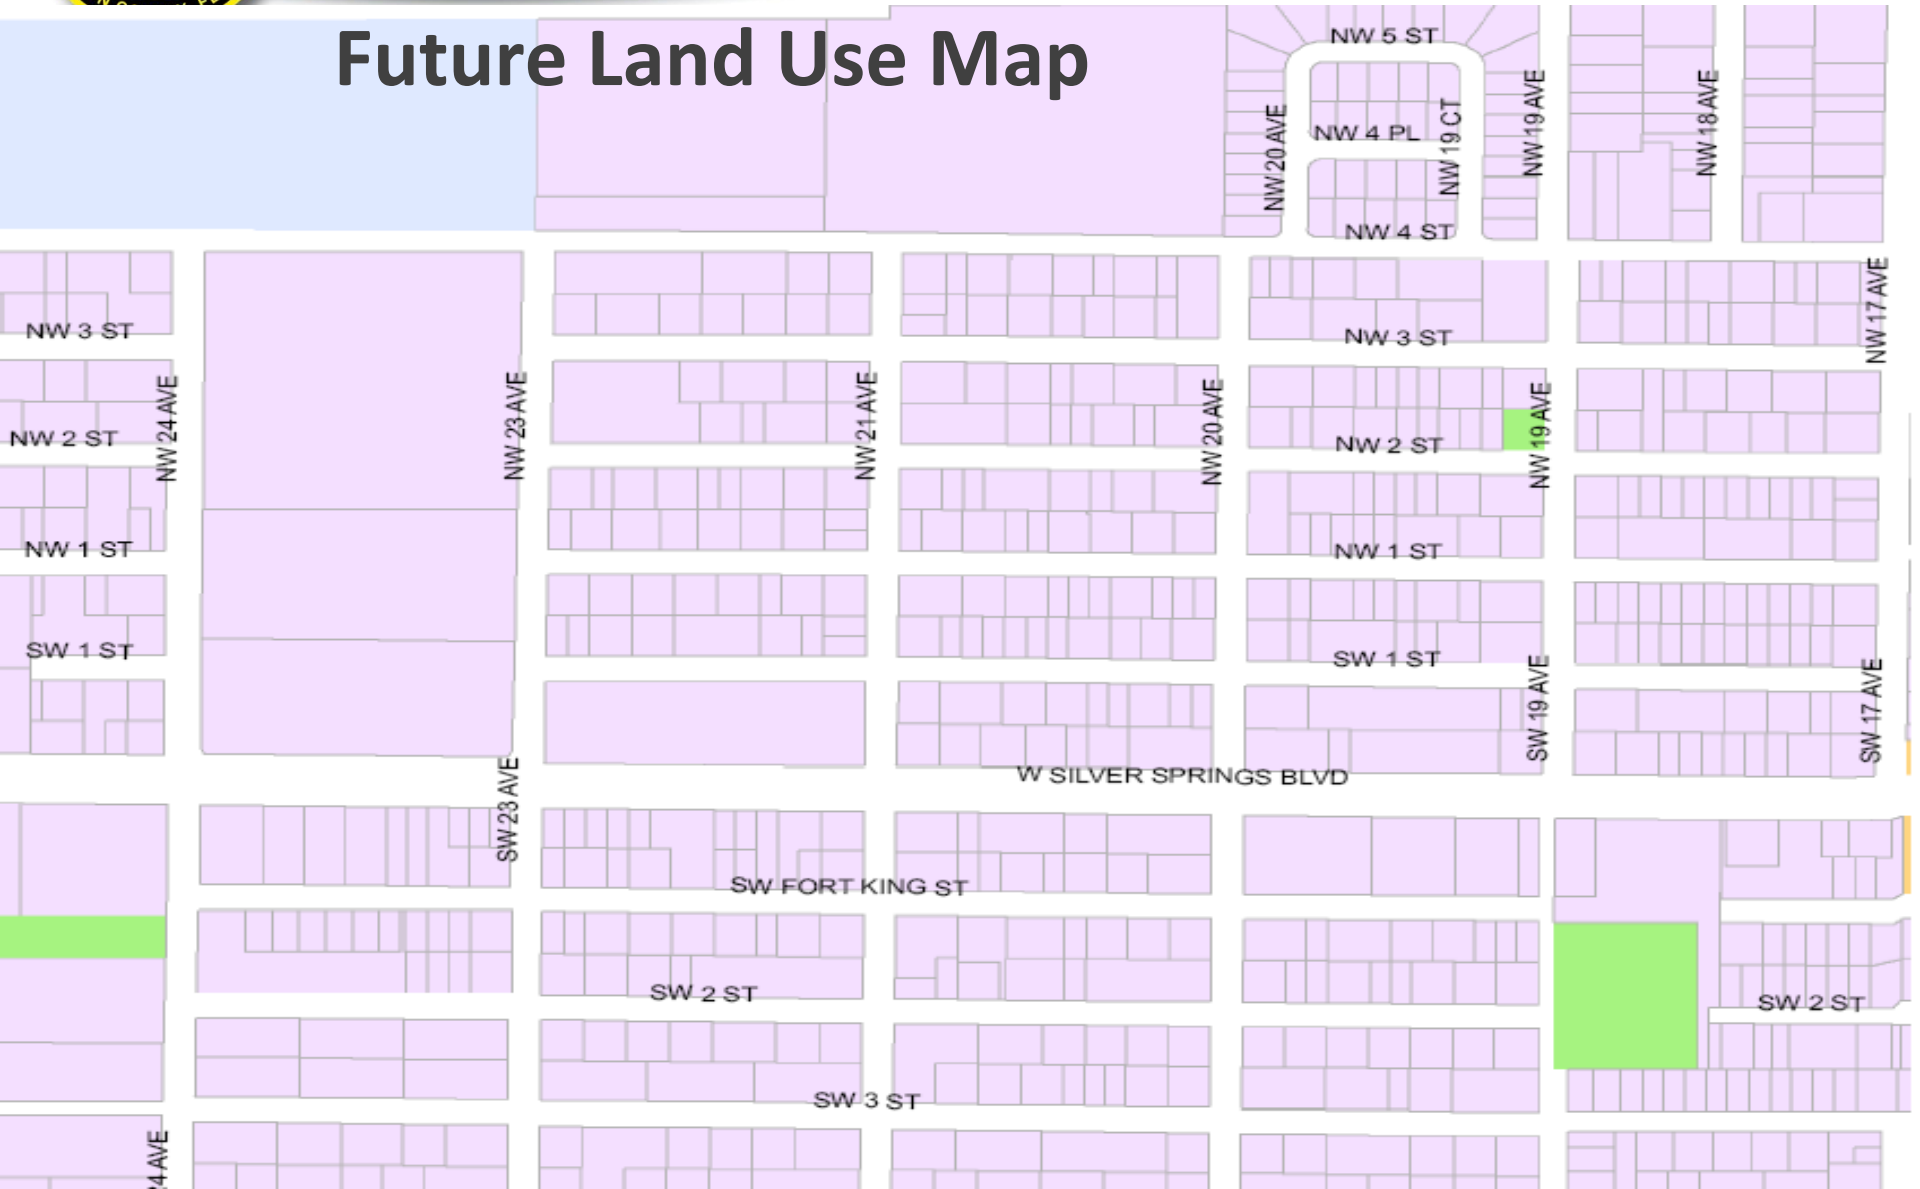 Future Land Use Map
NW 5 ST
NW 20 AVE
NW 4 PL
NW 19 CT
NW 19 AVE
NW 18 AVE
NW 4 ST
NW 3 ST
NW 3 ST
NW 17 AVE
NW 24 AVE
NW 23 AVE
NW 21 AVE
NW 20 AVE
NW 19 AVE
NW 2 ST
NW 2 ST
NW 1 ST
NW 1 ST
SW 1 ST
SW 1 ST
SW 19 AVE
SW 17 AVE
W SILVER SPRINGS BLVD
SW 23 AVE
SW FORT KING ST
SW 2 ST
SW 2 ST
SW 3 ST
24 AVE